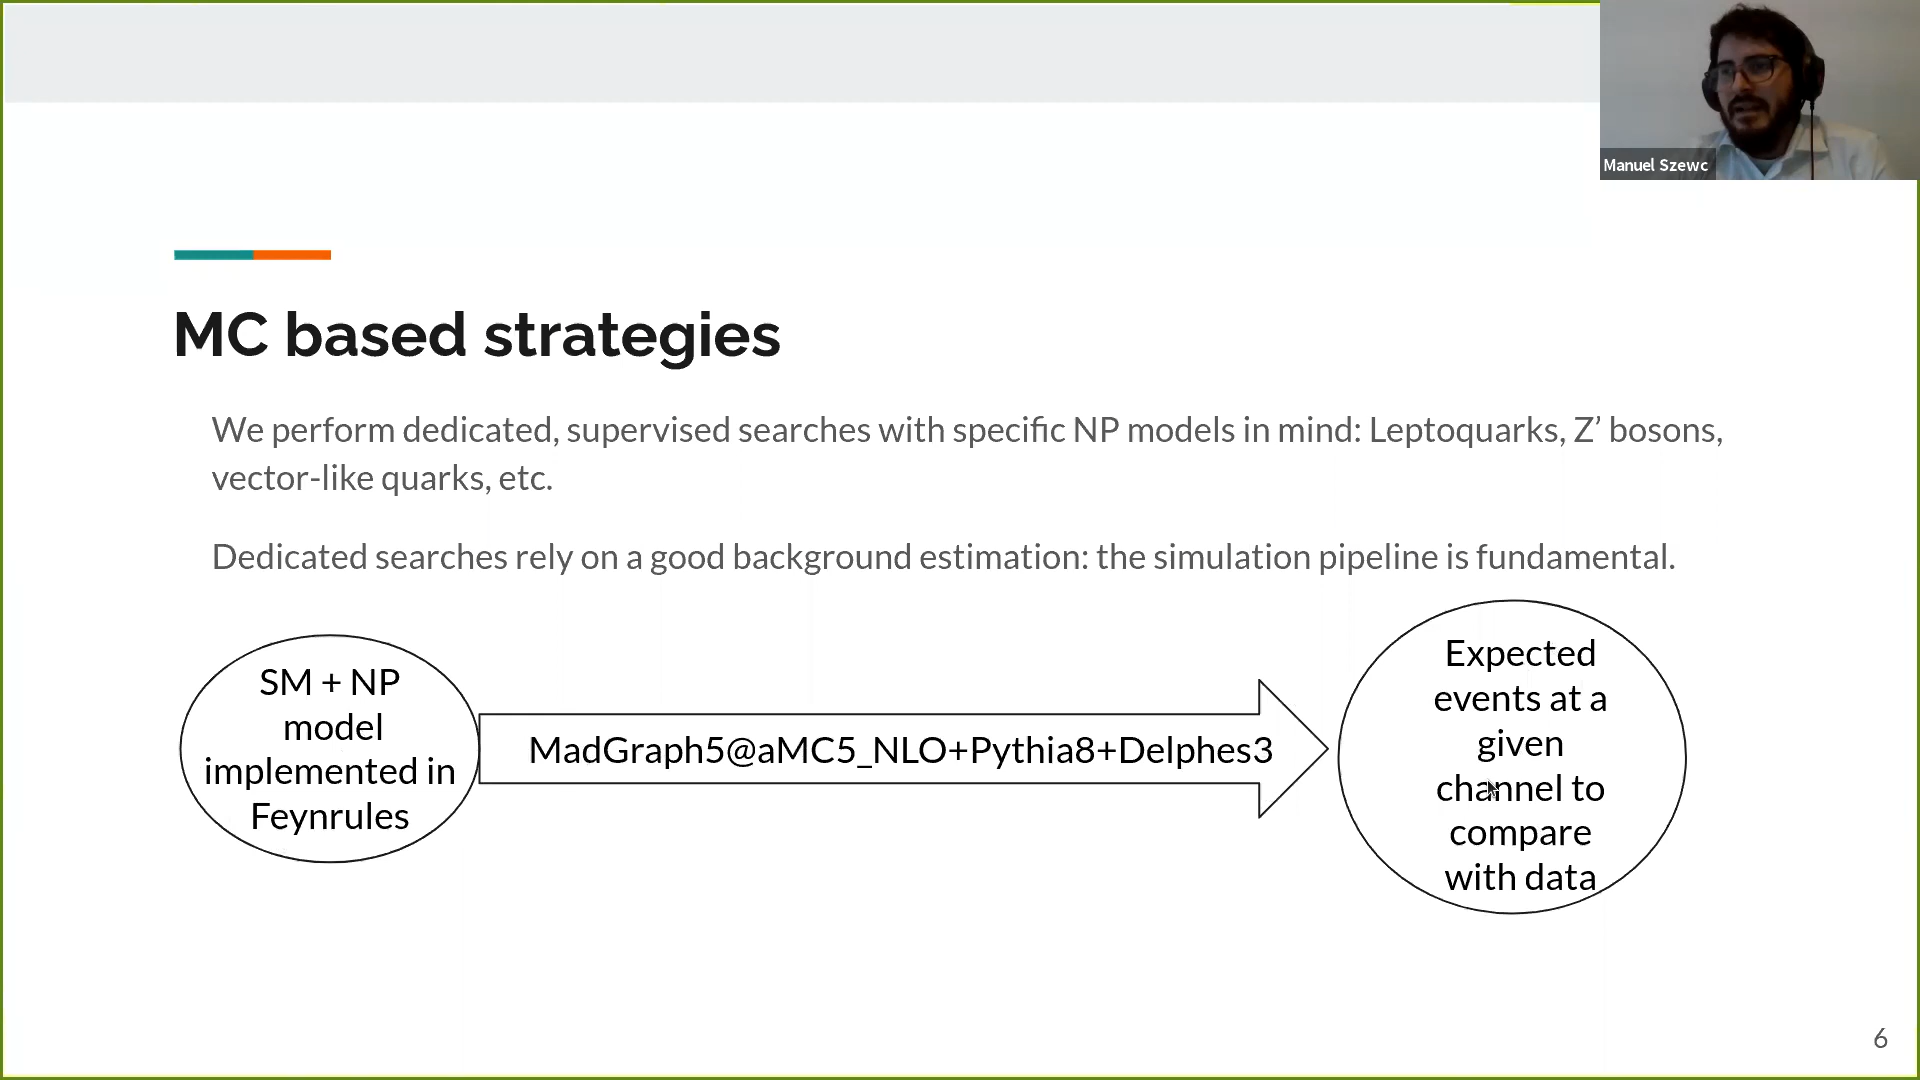 Manuel Szewc
MC based strategies
We perform dedicated, supervised searches with specific NP models in mind: Leptoquarks, Z’ bosons,
vector-like quarks, etc.
Dedicated searches rely on a good background estimation: the simulation pipeline is fundamental.
SM + NP
model
implemented in
Feynrules
MadGraph5@aMC5_NLO+Pythia8+Delphes3
Expected
events at a
given
channel to
compare
with data
6